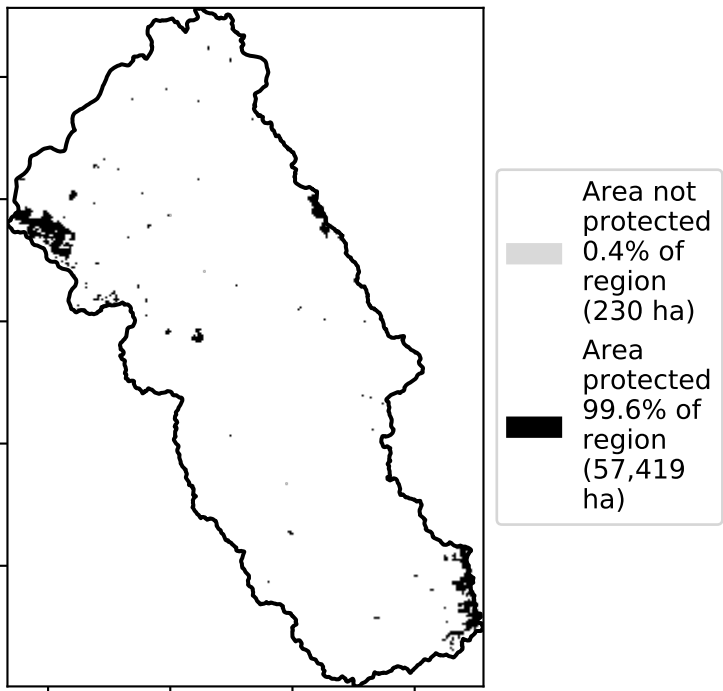 Area not
protected
0.4% of
region
(230 ha)
Area
protected
99.6% of
region
(57,419
ha)